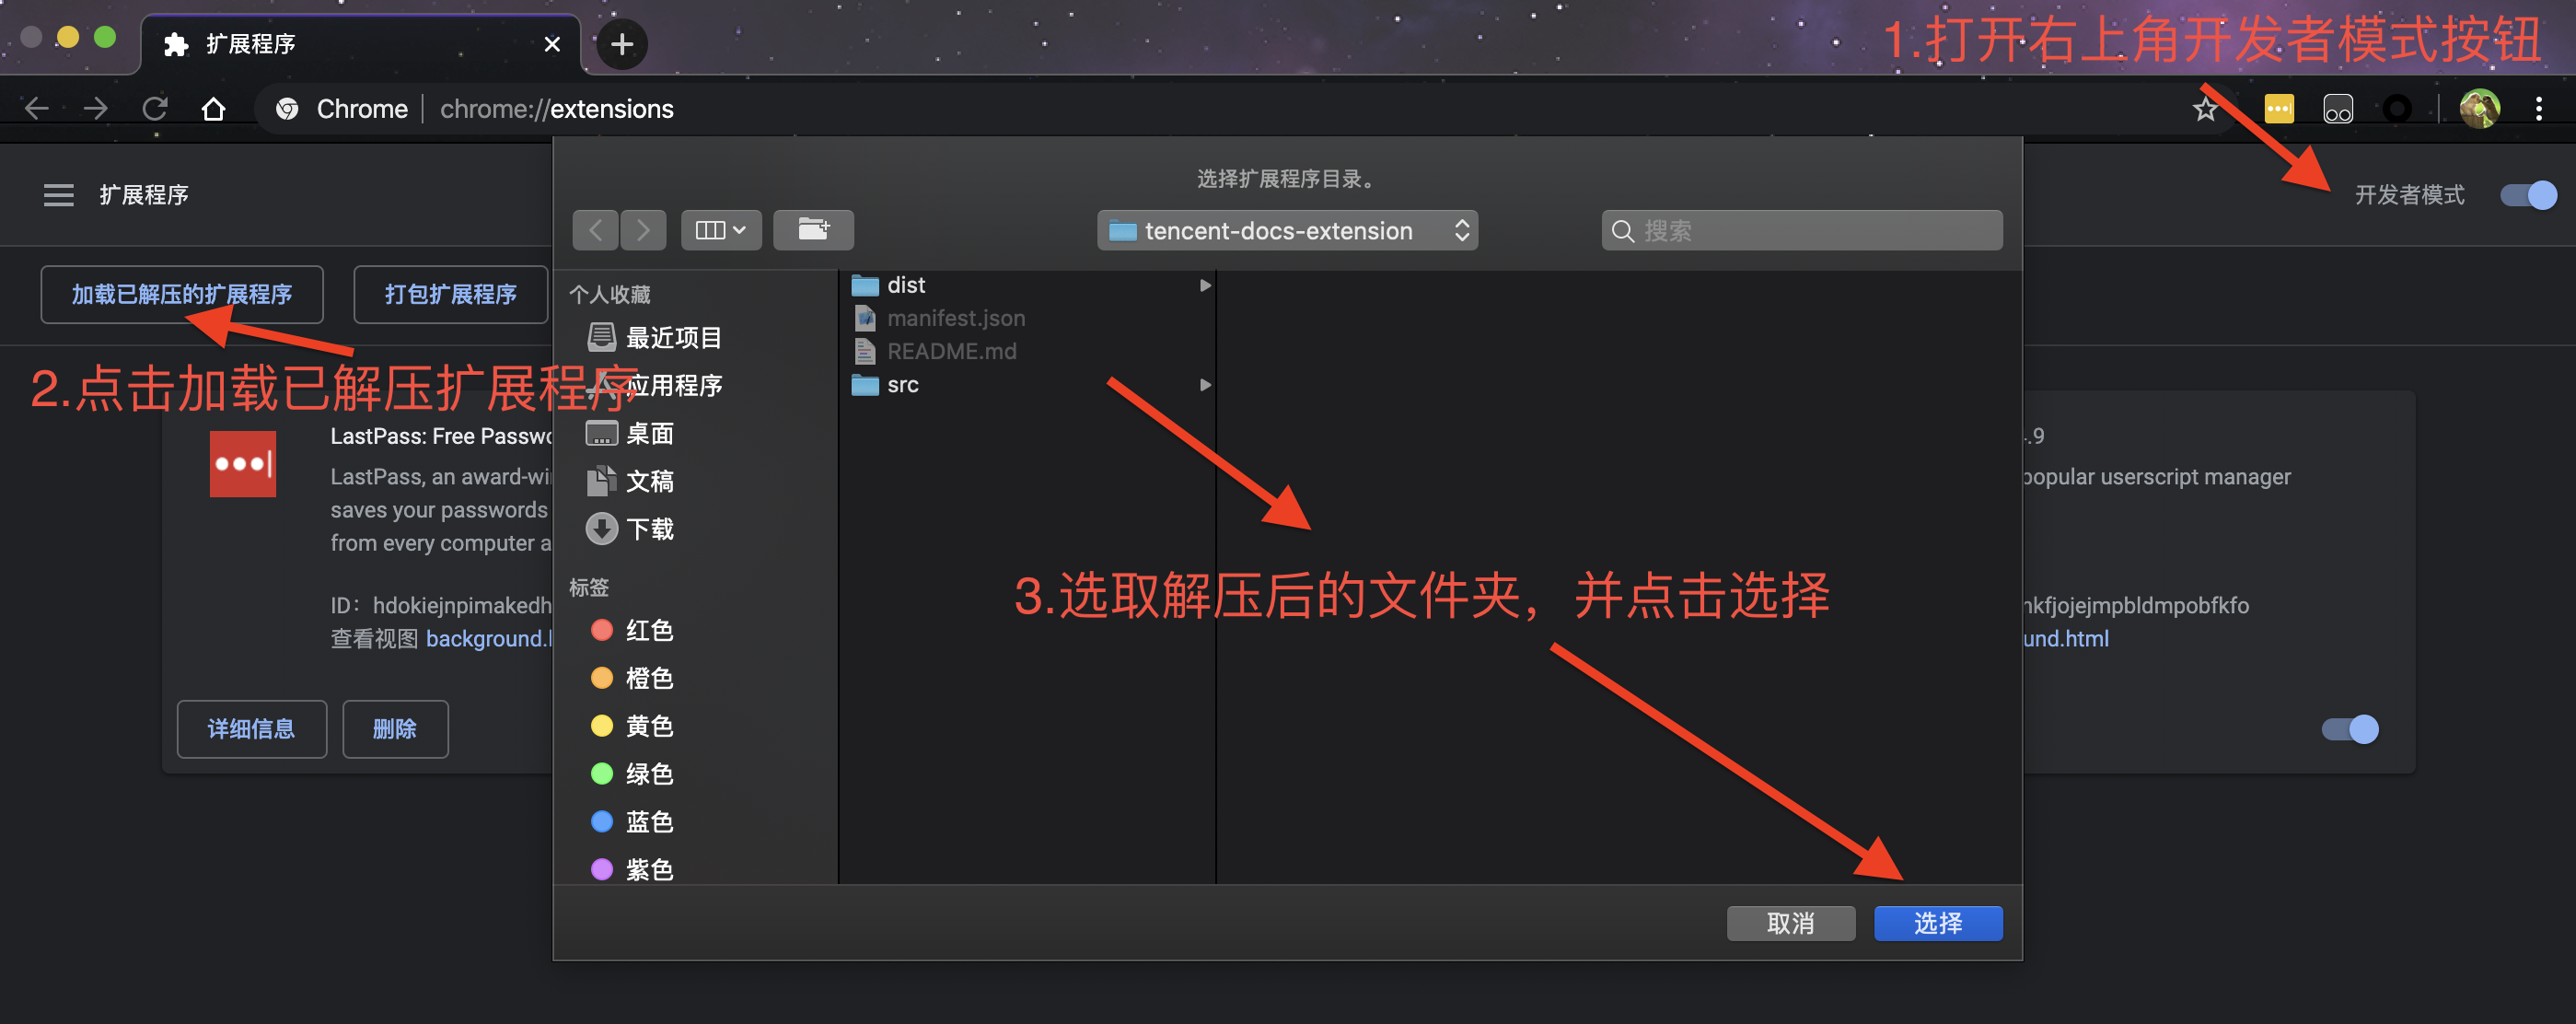 扩展程序
1.打开右上角开发者模式按钮
Chrome
chrome://extensions
扩展程序
选择扩展程序目录。
开发者模式
tencent-docs-extension
搜索
加载已解压的扩展程序
打包扩展程序
2.点击加载已解压扩展程序
个人收藏
最近项目
应用程序
桌面
文稿
下载
标签
红色
橙色
黄色
绿色
蓝色
紫色
dist
manifest.json
README.md
src
3.选取解压后的文件夹，并点击选择
LastPass: Free Passw
LastPass, an award-wi
saves your passwords
from every computer a
ID： hdokiejnpimakedh
查看视图 background.
详细信息
删除
.9
popular userscript manager
nkfjojejmpbldmpobfkfo
und.html
取消
选择